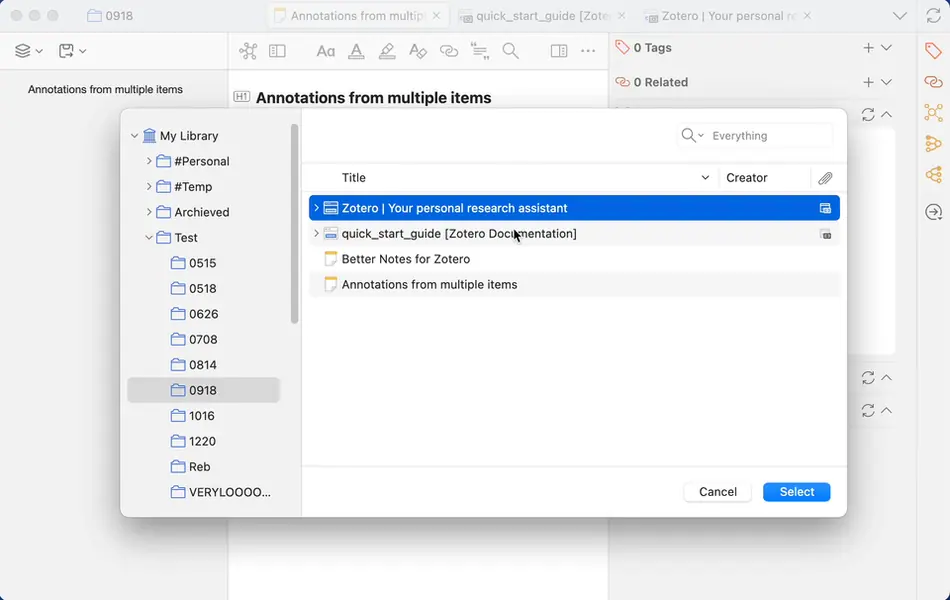 0918
Annotations from multip
quick_start_guide [Zote
Zotero | Your personal re
Aa
0 Tags
Annotations from multiple items
0 Related
H1 Annotations from multiple items
My Library
#Personal
#Temp
Archieved
Test
0515
0518
0626
0708
0814
0918
1016
1220
Reb
VERYLOOOO...
Everything
Title
Creator
Zotero | Your personal research assistant
quick_start_guide [Zotero Documentation]
Better Notes for Zotero
Annotations from multiple items
Cancel
Select